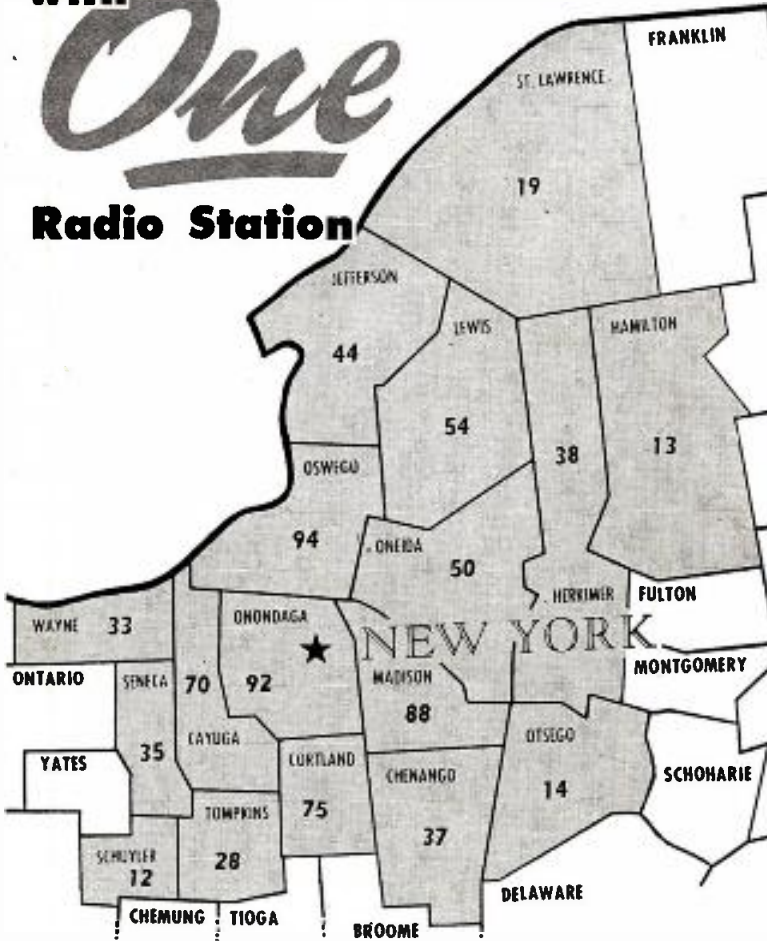 with
One
Radio Station
FRANKLIN
ST. LAWRENCE
19
JEFFERSON
44
LEWIS
54
HAMILTON
13
38
HERKIMER
OSWEGO
94
ONEIDA
50
FULTON
NEW YORK
MONTGOMERY
WAYNE 33
ONTARIO
SENECA
35
70
CAYUGA
ONONDAGA
92
MADISON
88
YATES
CORTLAND
75
CHENANGO
37
OTSEGO
14
SCHOHARIE
TOMPKINS
28
SCHUYLER
12
DELAWARE
CHEMUNG
TIOGA
BROOME